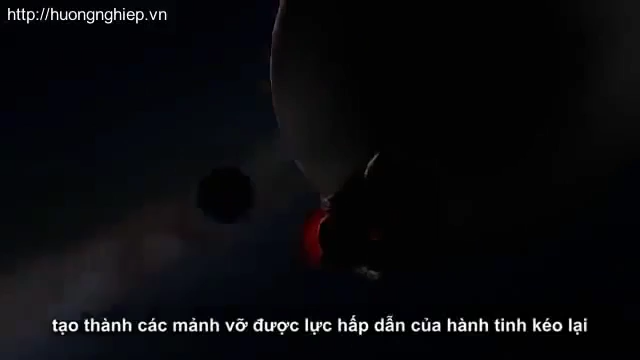 http://huongnghiep.vn
tạo thành các mảnh vỡ được lực hấp dẫn của hành tinh kéo lại